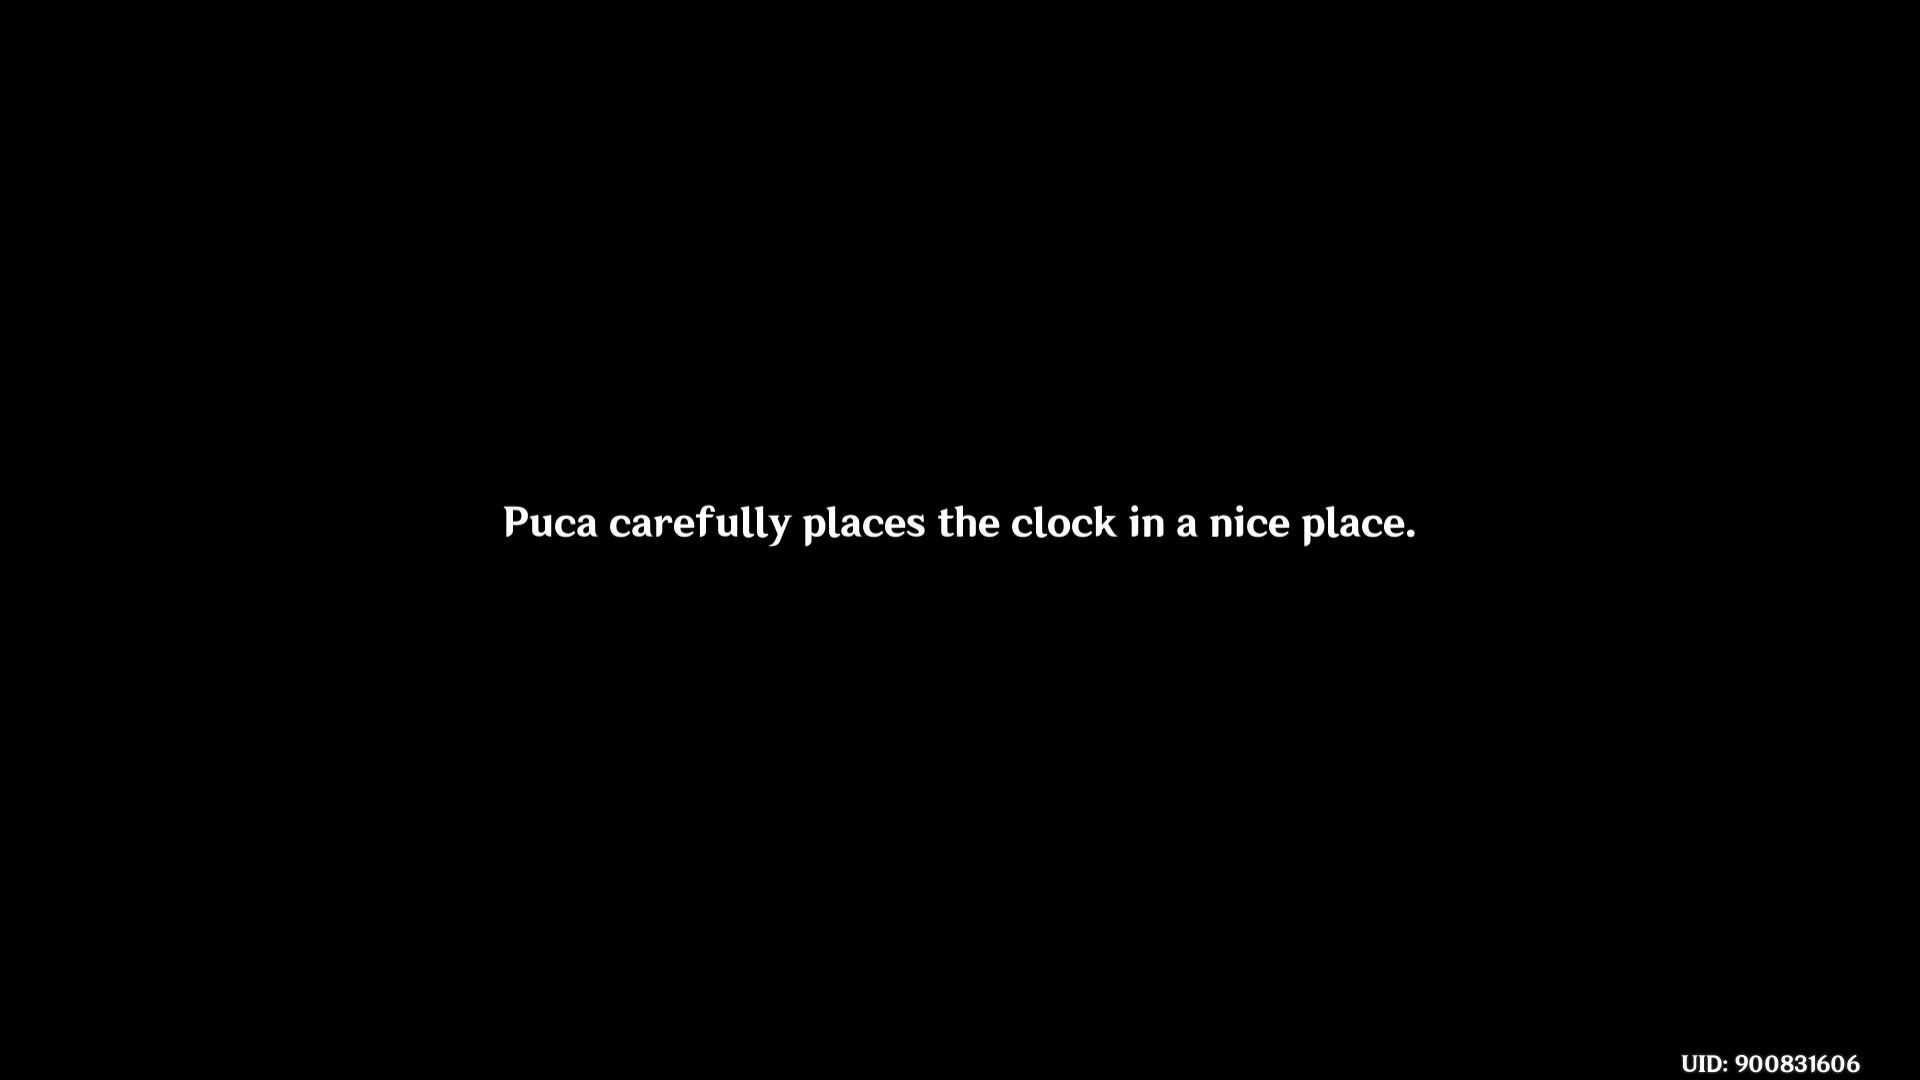 Puca carefully places the clock in a nice place.
UID: 900831606